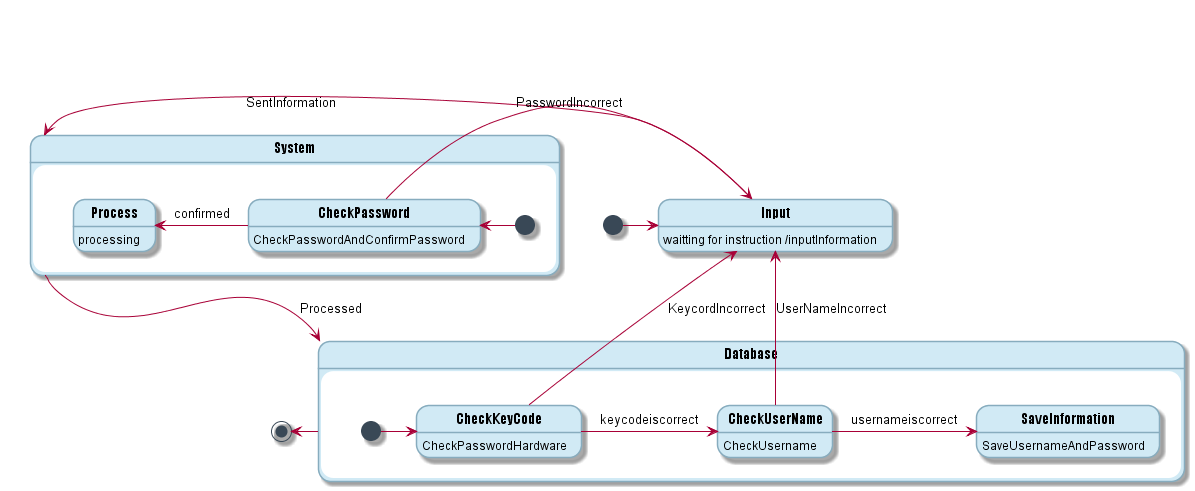 SentInformation
PasswordIncorrect
System
Process
processing
confirmed
CheckPassword
CheckPasswordAndConfirmPassword
Input
waitting for instruction /inputInformation
Processed
KeycordIncorrect
UserNameIncorrect
Database
CheckKeyCode
CheckPasswordHardware
keycodeiscorrect
CheckUserName
CheckUsername
usernameiscorrect
SaveInformation
SaveUsernameAndPassword